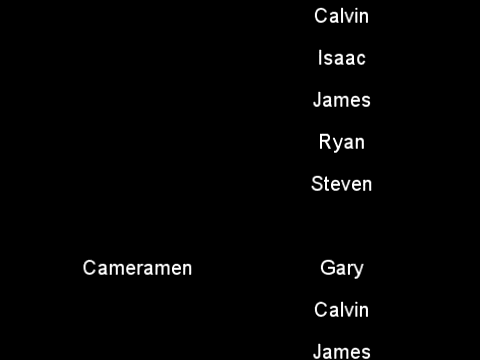 Calvin
Isaac
James
Ryan
Steven
Cameramen Gary
Calvin
James